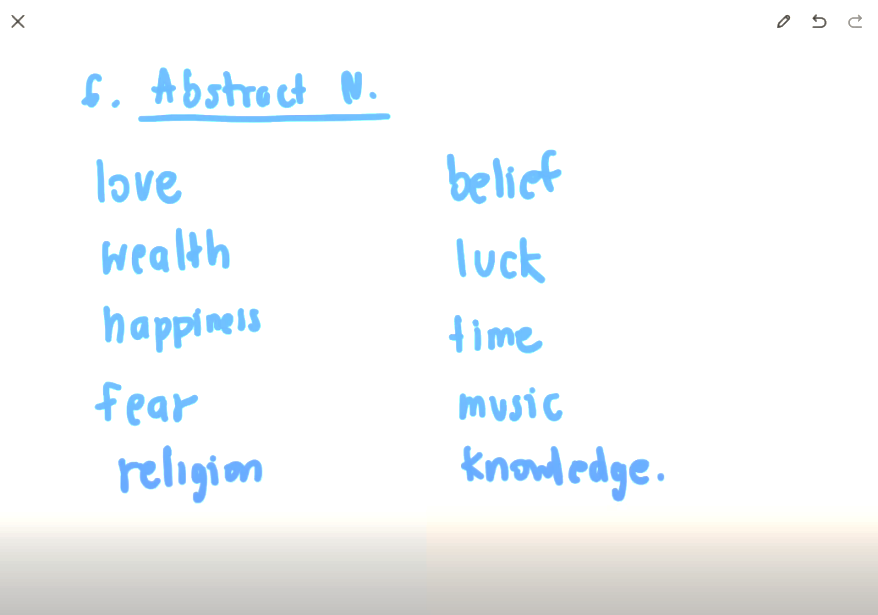 6. Abstract N.
love
wealth
happiness
fear
religion
belief
luck
time
music
knowledge.